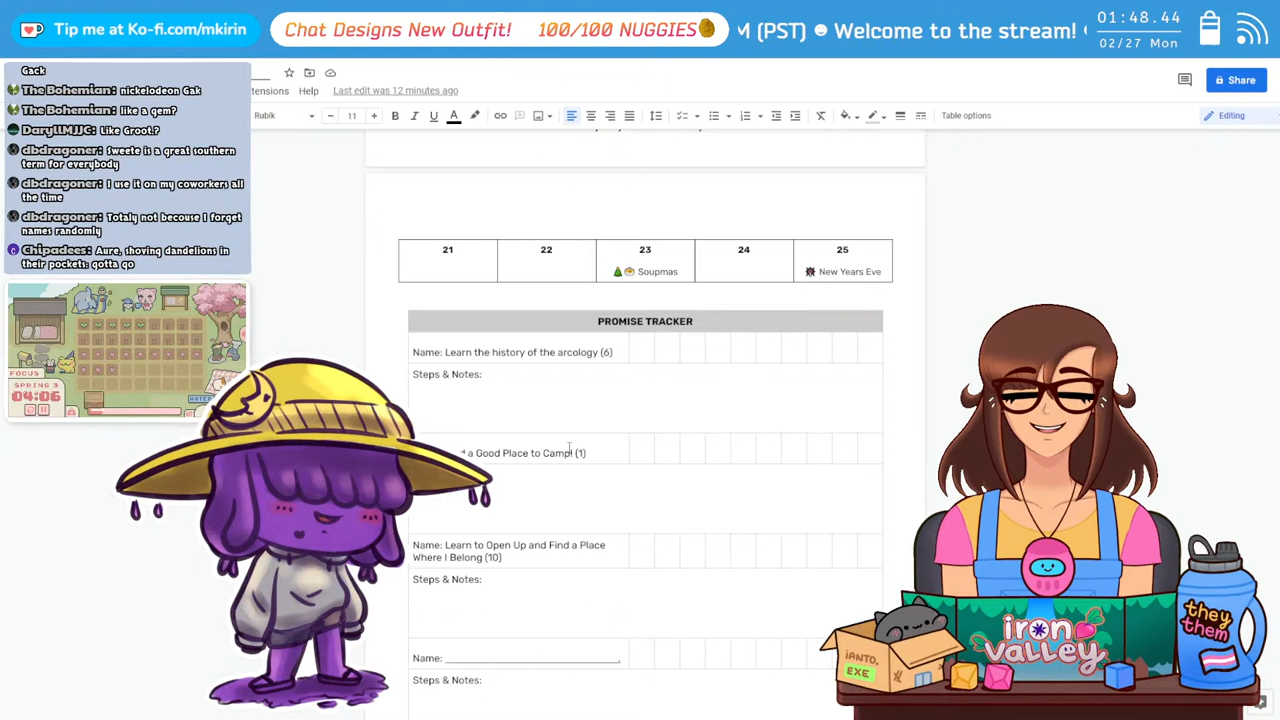 Tip me at Ko-fi.com/mkirin
Chat Designs New Outfit! 100/100 NUGGIES
M (PST) ☻ Welcome to the stream!
01:48.44
02/27 Mon
Gack
The Bohemian: nickelodeon Gak
The Bohemian: like a gem?
DarylLMJJC: Like Groot?
dbdragoner: Sweete is a great southern
term for everybody
dbdragoner: I use it on my coworkers all
the time
dbdragoner: Totaly not becouse I forget
names randomly
Chipadees: Aure, shoving dandelions in
their pockets: gotta go
tensions Help Last edit was 12 minutes ago
Share
Rubik 11 B I U A Table options Editing
21 22 23 24 25
Soupmas New Years Eve
PROMISE TRACKER
Name: Learn the history of the arcology (6)
Steps & Notes:
d a Good Place to Camp! (1)
Name: Learn to Open Up and Find a Place
Where I Belong (10)
Steps & Notes:
Name: ______________________________.
Steps & Notes:
FOCUS
SPRING 3
04:06
iron
valley
iANTO.
EXE
they
them